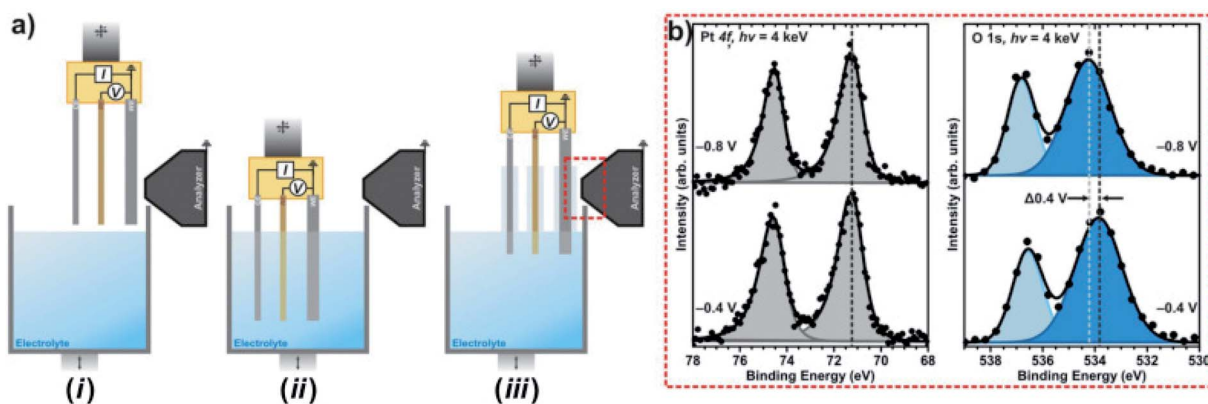 a)
I
V
Analyzer
Electrolyte
(i)
I
V
Analyzer
Electrolyte
(ii)
I
V
Analyzer
Electrolyte
(iii)
b)
Pt 4f, hν = 4 keV
–0.8 V
–0.4 V
Intensity (arb. units)
78 76 74 72 70 68
Binding Energy (eV)
O 1s, hν = 4 keV
–0.8 V
Δ0.4 V
–0.4 V
Intensity (arb. units)
538 536 534 532 530
Binding Energy (eV)